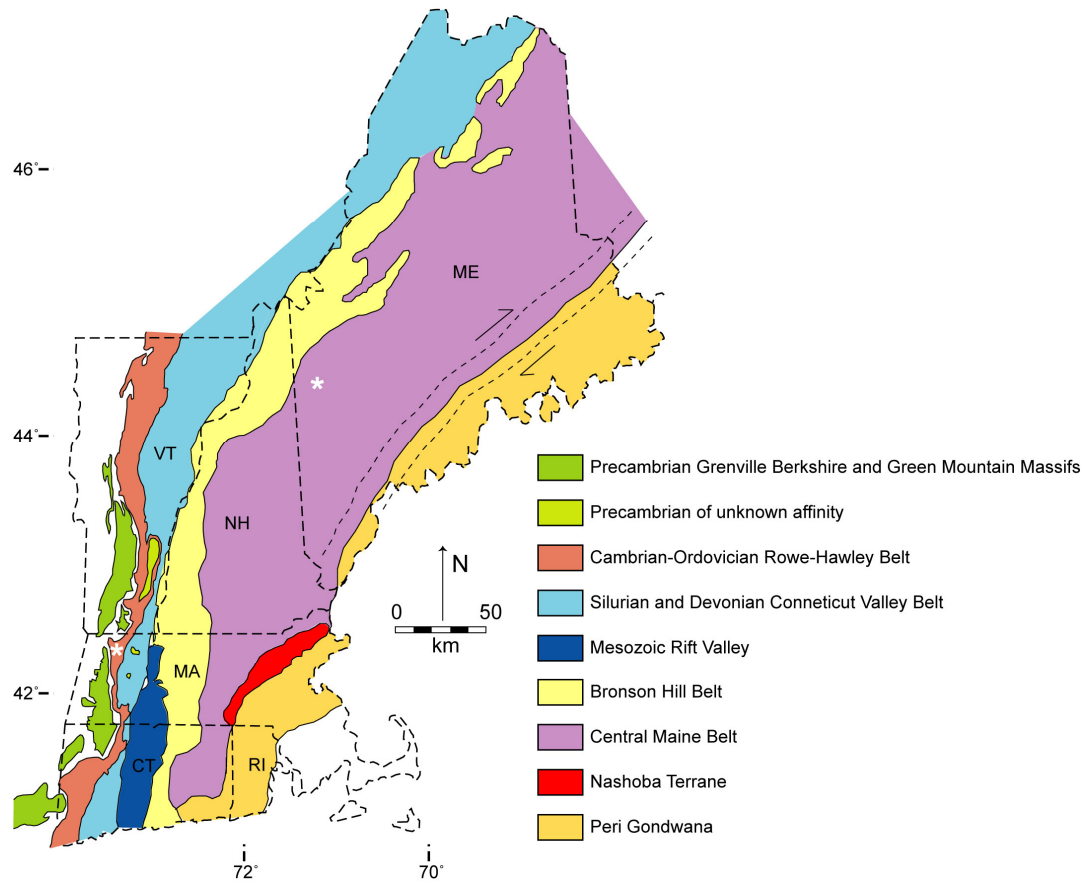 46°
ME
44°
VT
NH
N
0 50
km
MA
42°
CT
RI
72°
70°
*
*
Precambrian Grenville Berkshire and Green Mountain Massifs
Precambrian of unknown affinity
Cambrian-Ordovician Rowe-Hawley Belt
Silurian and Devonian Conneticut Valley Belt
Mesozoic Rift Valley
Bronson Hill Belt
Central Maine Belt
Nashoba Terrane
Peri Gondwana